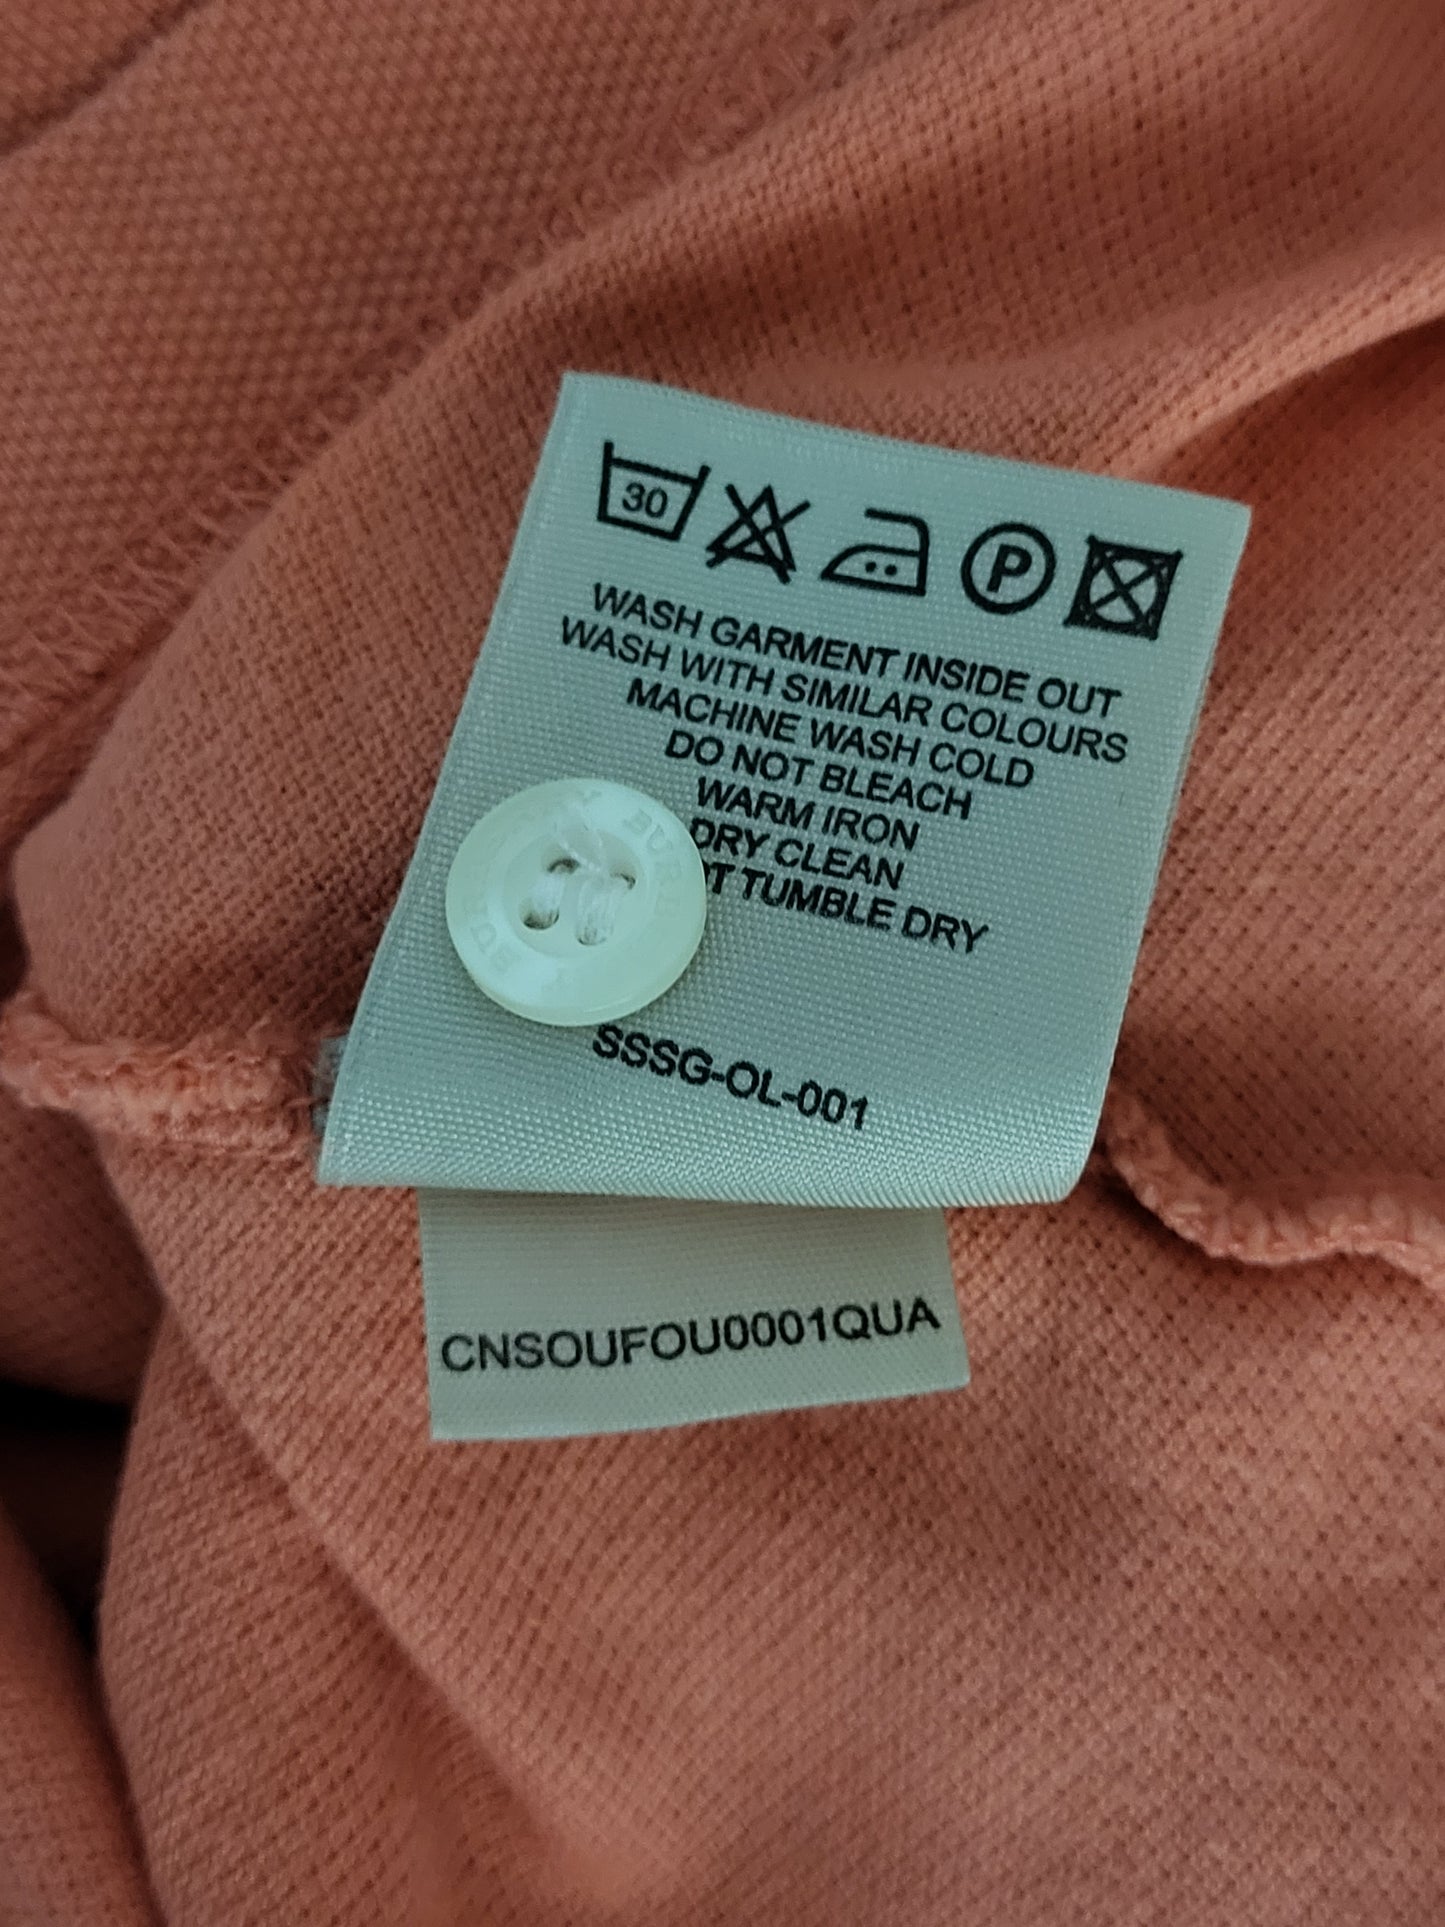 30
P
WASH GARMENT INSIDE OUT
WASH WITH SIMILAR COLOURS
MACHINE WASH COLD
DO NOT BLEACH
WARM IRON
DRY CLEAN
TUMBLE DRY
SSSG-OL-001
CNSOUFOU0001QUA